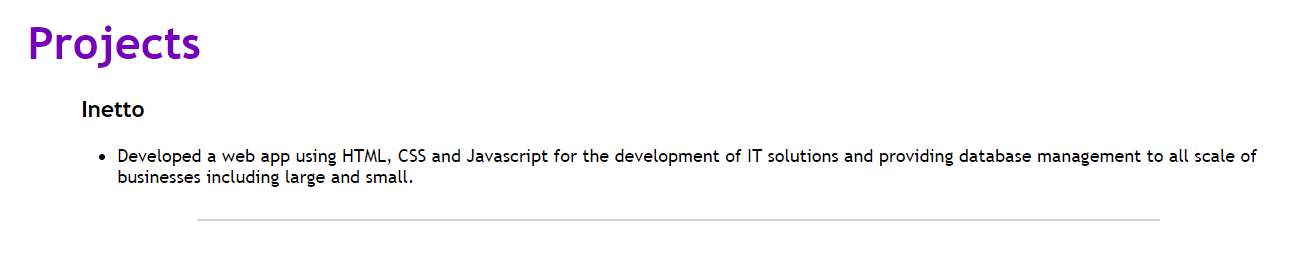 Projects
Inetto
• Developed a web app using HTML, CSS and Javascript for the development of IT solutions and providing database management to all scale of
businesses including large and small.